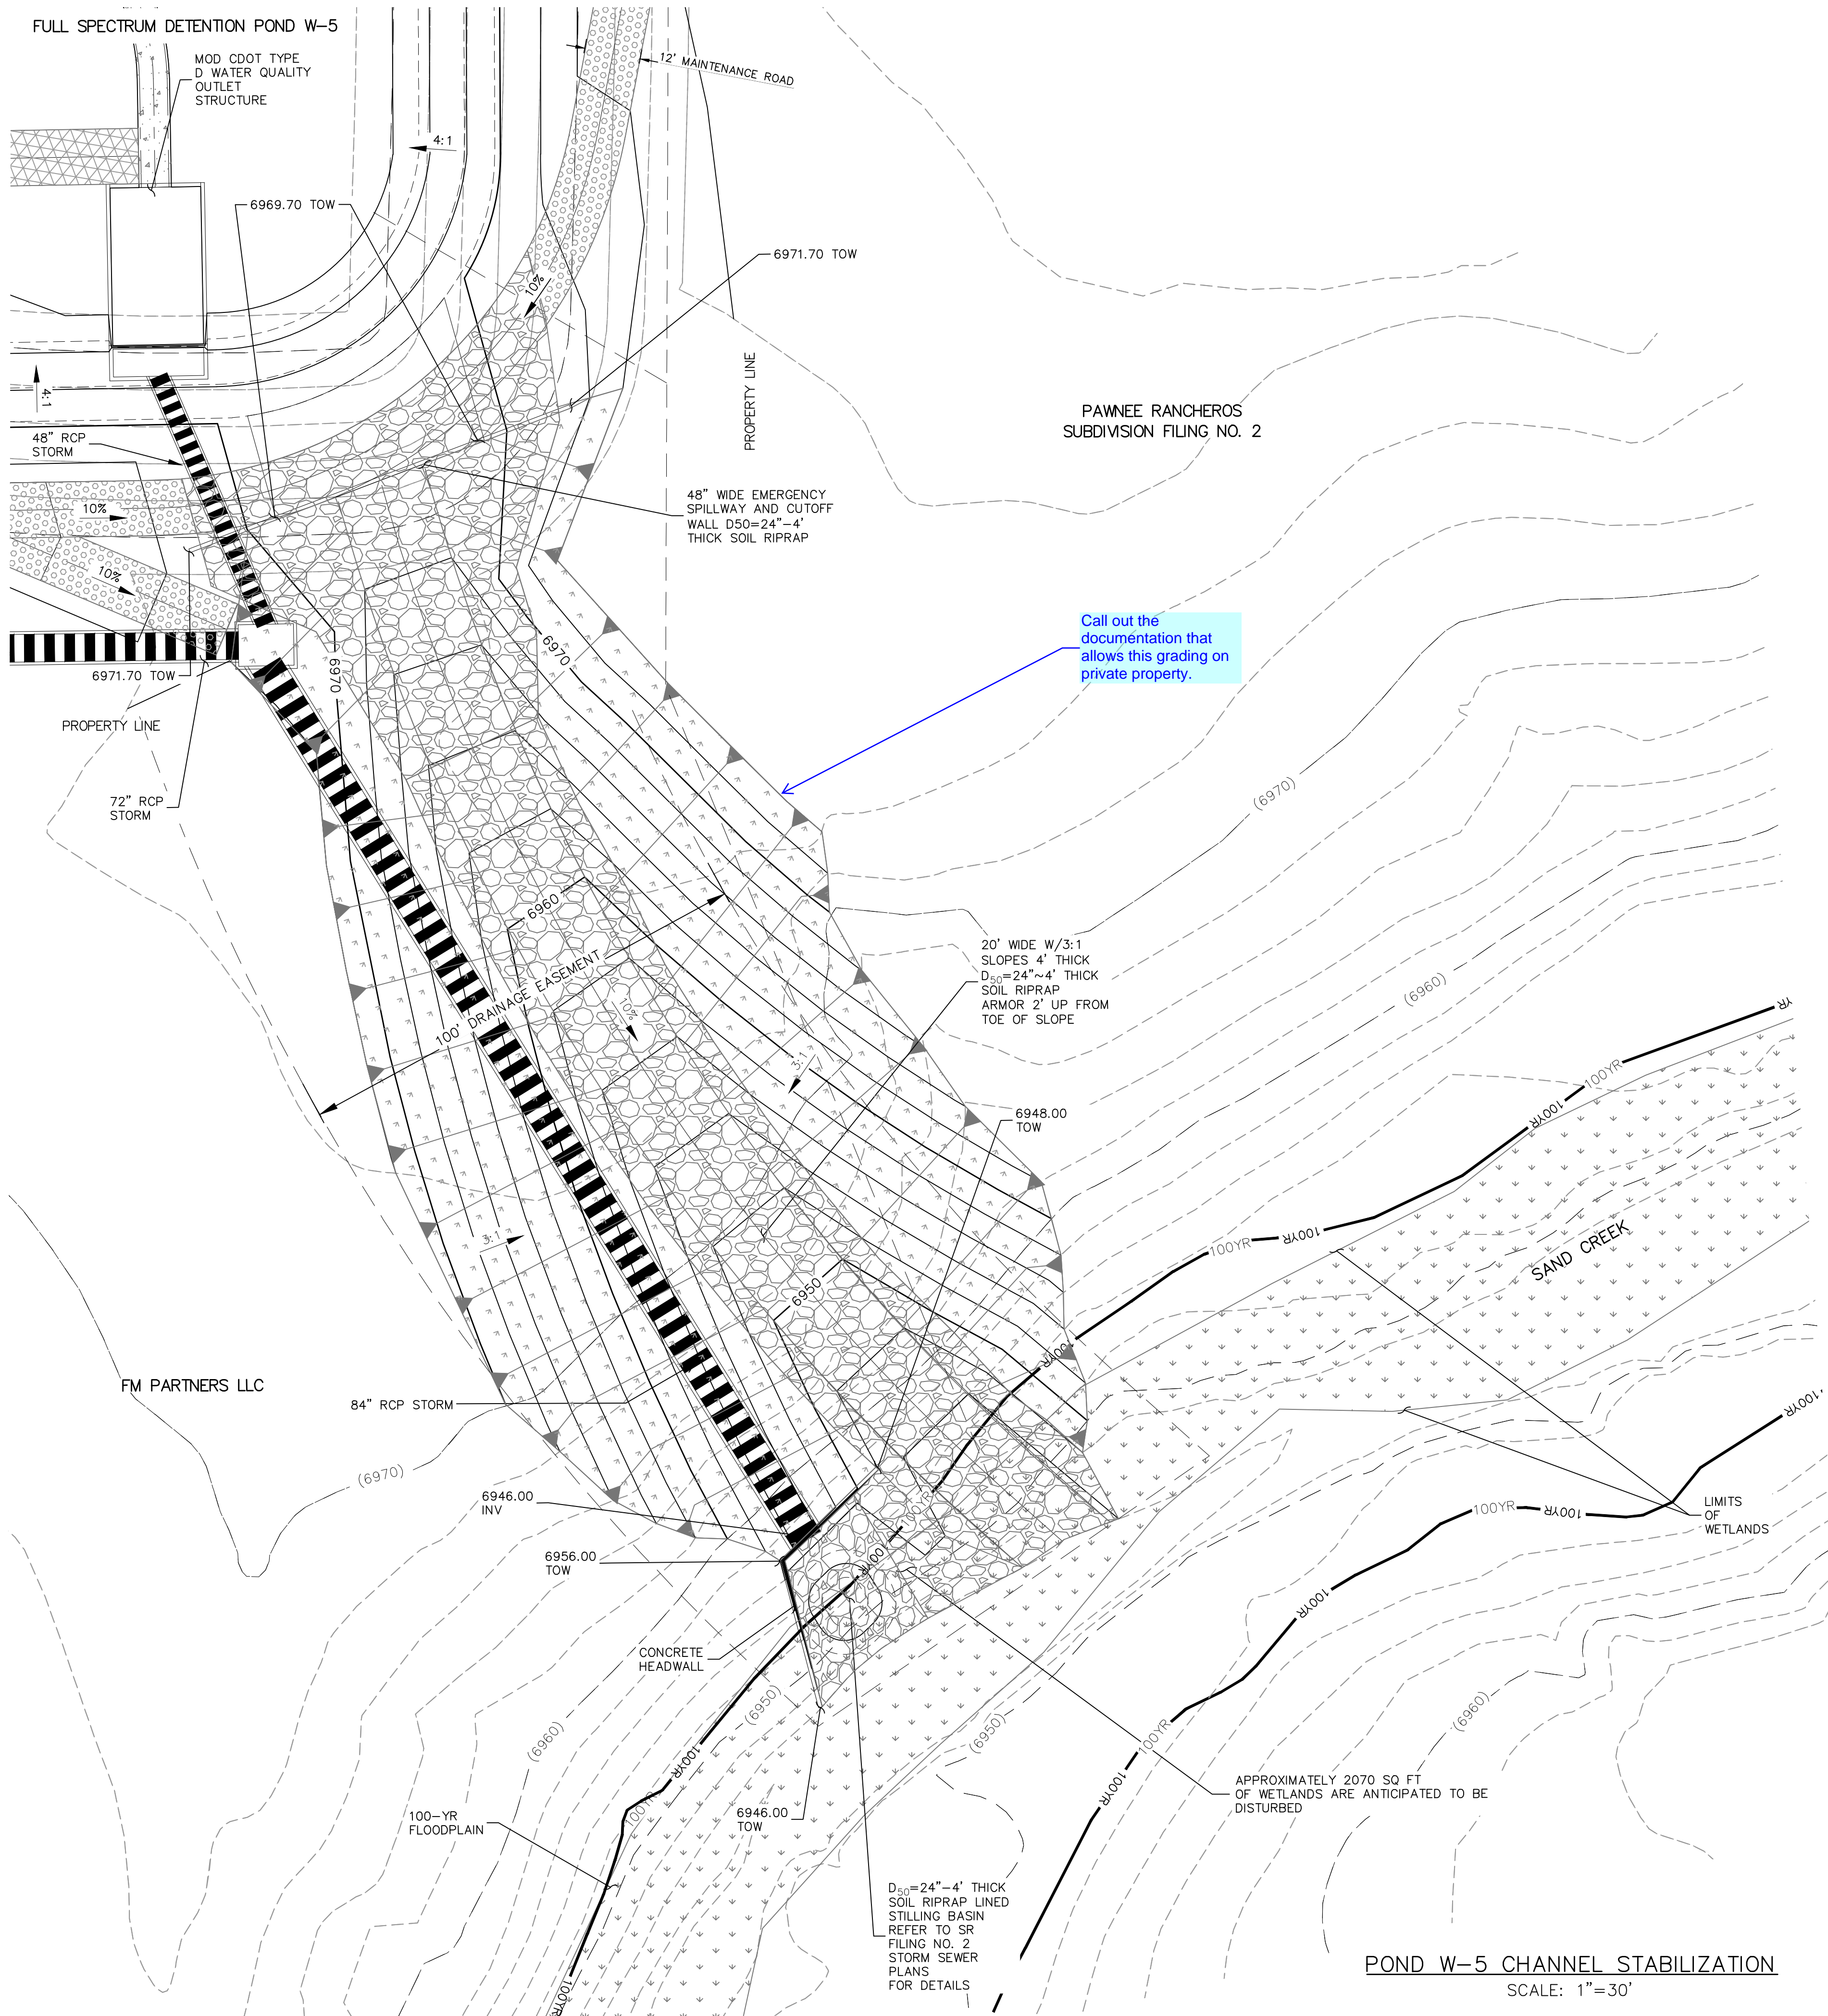 FULL SPECTRUM DETENTION POND W-5
MOD CDOT TYPE
D WATER QUALITY
OUTLET
STRUCTURE
12' MAINTENANCE ROAD
4:1
6969.70 TOW
6971.70 TOW
10%
4:1
PROPERTY LINE
PAWNEE RANCHEROS
SUBDIVISION FILING NO. 2
48" RCP
STORM
48" WIDE EMERGENCY
SPILLWAY AND CUTOFF
WALL D50=24"-4'
THICK SOIL RIPRAP
10%
10%
6970
6970
Call out the
documentation that
allows this grading on
private property.
6971.70 TOW
PROPERTY LINE
72" RCP
STORM
(6970)
6960
100' DRAINAGE EASEMENT
10%
20' WIDE W/3:1
SLOPES 4' THICK
D50=24"~4' THICK
SOIL RIPRAP
ARMOR 2' UP FROM
TOE OF SLOPE
(6960)
YR
100YR
100YR
3:1
6948.00
TOW
100YR
100YR
SAND CREEK
3:1
6950
100YR
FM PARTNERS LLC
84" RCP STORM
100YR
(6970)
6946.00
INV
100YR
100YR
100YR
LIMITS
OF
WETLANDS
6956.00
TOW
100YR
100YR
CONCRETE
HEADWALL
(6950)
(6960)
(6950)
(6960)
100YR
100YR
100YR
100YR
APPROXIMATELY 2070 SQ FT
OF WETLANDS ARE ANTICIPATED TO BE
DISTURBED
100-YR
FLOODPLAIN
6946.00
TOW
D50=24"-4' THICK
SOIL RIPRAP LINED
STILLING BASIN
REFER TO SR
FILING NO. 2
STORM SEWER
PLANS
FOR DETAILS
100YR
POND W-5 CHANNEL STABILIZATION
SCALE: 1"=30'